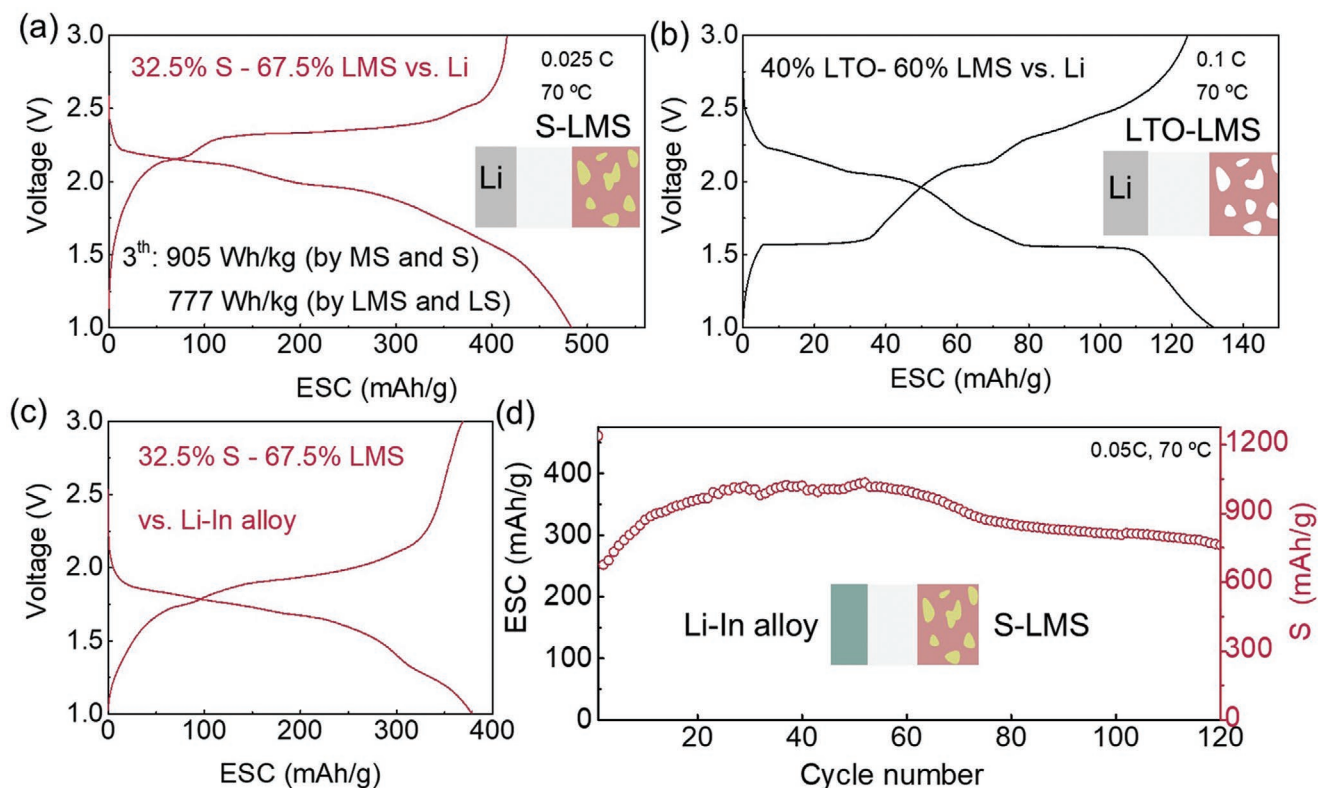 (a)
3.0
2.5
2.0
1.5
1.0
Voltage (V)
32.5% S - 67.5% LMS vs. Li
0.025 C
70 ºC
S-LMS
Li
3th: 905 Wh/kg (by MS and S)
777 Wh/kg (by LMS and LS)
0 100 200 300 400 500
ESC (mAh/g)
(b)
3.0
2.5
2.0
1.5
1.0
Voltage (V)
40% LTO- 60% LMS vs. Li
0.1 C
70 ºC
LTO-LMS
Li
0 20 40 60 80 100 120 140
ESC (mAh/g)
(c)
3.0
2.5
2.0
1.5
1.0
Voltage (V)
32.5% S - 67.5% LMS
vs. Li-In alloy
0 100 200 300 400
ESC (mAh/g)
(d)
400
300
200
100
0
ESC (mAh/g)
0.05C, 70 ºC
Li-In alloy
S-LMS
1200
900
600
300
0
S (mAh/g)
20 40 60 80 100 120
Cycle number